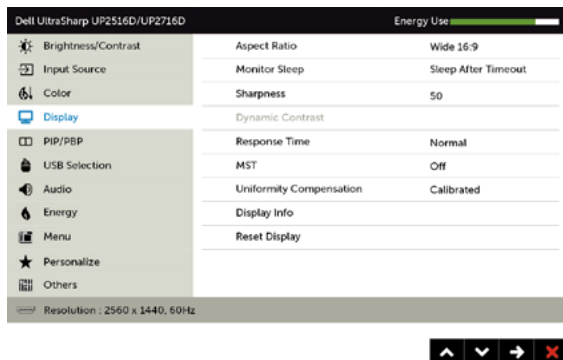 Dell UltraSharp UP2516D/UP2716D Energy Use
Brightness/Contrast
Input Source
Color
Display
PIP/PBP
USB Selection
Audio
Energy
Menu
Personalize
Others
Aspect Ratio Wide 16:9
Monitor Sleep Sleep After Timeout
Sharpness 50
Dynamic Contrast
Response Time Normal
MST Off
Uniformity Compensation Calibrated
Display Info
Reset Display
Resolution : 2560 x 1440, 60Hz